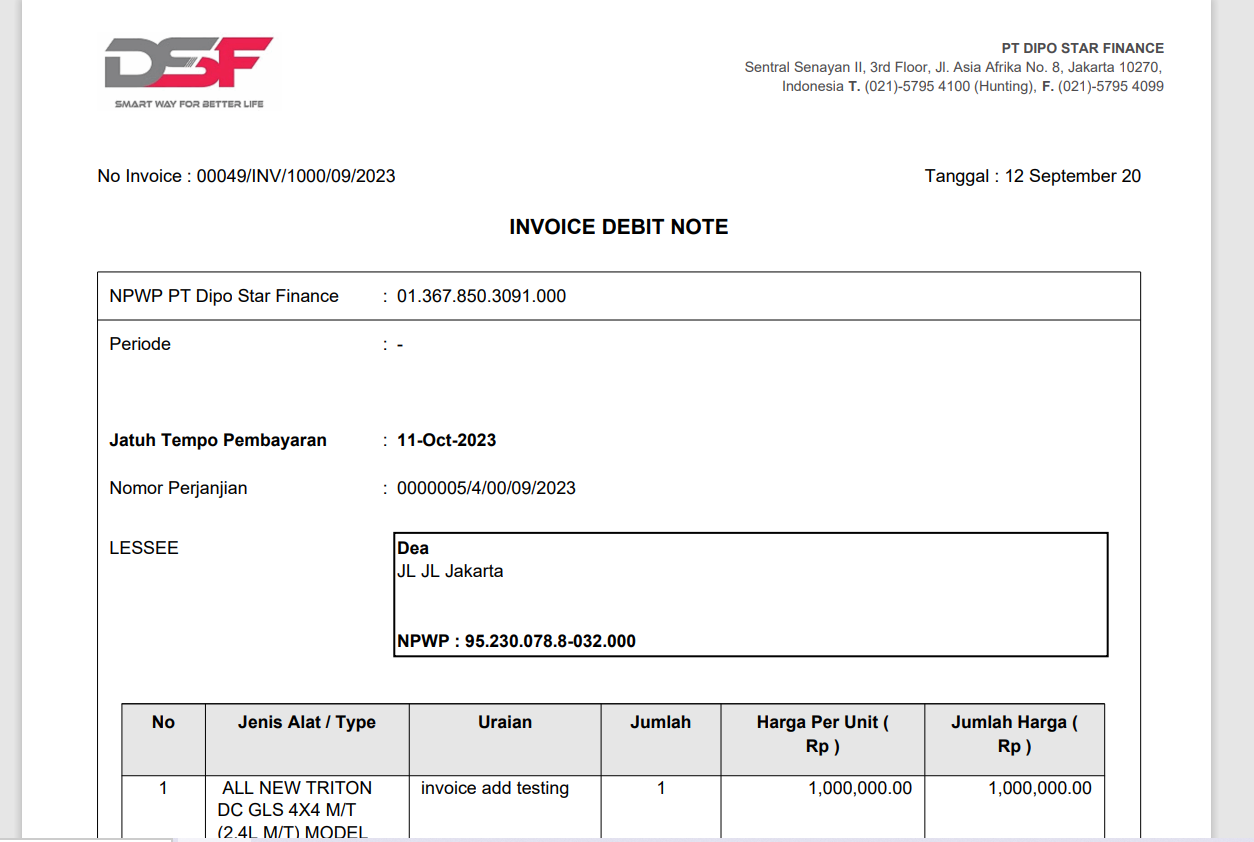 DSF
SMART WAY FOR BETTER LIFE
PT DIPO STAR FINANCE
Sentral Senayan II, 3rd Floor, Jl. Asia Afrika No. 8, Jakarta 10270,
Indonesia T. (021)-5795 4100 (Hunting), F. (021)-5795 4099
No Invoice : 00049/INV/1000/09/2023
Tanggal : 12 September 20
INVOICE DEBIT NOTE
NPWP PT Dipo Star Finance : 01.367.850.3091.000
Periode : -
Jatuh Tempo Pembayaran : 11-Oct-2023
Nomor Perjanjian : 0000005/4/00/09/2023
LESSEE
Dea
JL JL Jakarta
NPWP : 95.230.078.8-032.000
No Jenis Alat / Type Uraian Jumlah Harga Per Unit ( Jumlah Harga (
Rp ) Rp )
1 ALL NEW TRITON invoice add testing 1 1,000,000.00 1,000,000.00
DC GLS 4X4 M/T
(2.4L M/T) MODEL